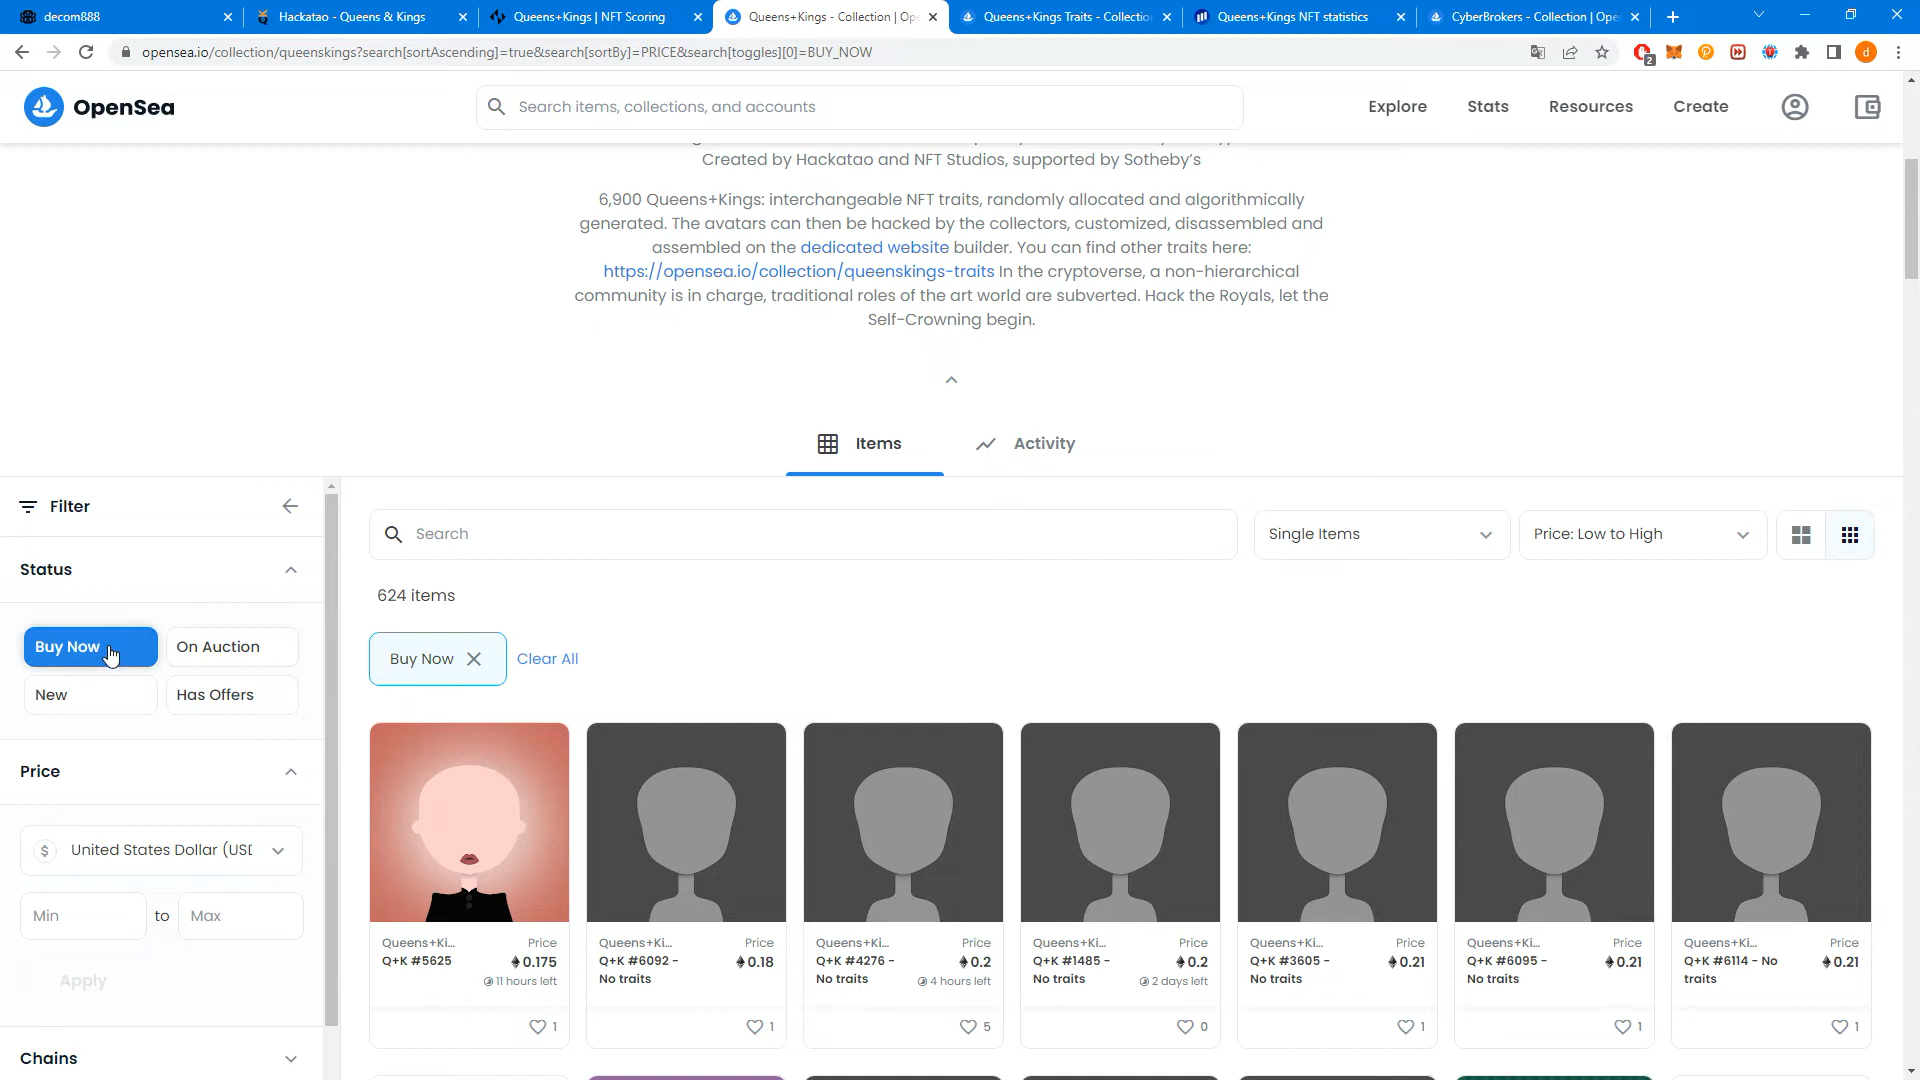 decom888
Hackatao - Queens & Kings
Queens+Kings | NFT Scoring
Queens+Kings - Collection | Op
Queens+Kings Traits - Collectio
Queens+Kings NFT statistics
CyberBrokers - Collection | Ope
opensea.io/collection/queenskings?search[sortAscending]=true&search[sortBy]=PRICE&search[toggles][0]=BUY_NOW
2
d
OpenSea
Search items, collections, and accounts
Explore
Stats
Resources
Create
Created by Hackatao and NFT Studios, supported by Sotheby's
6,900 Queens+Kings: interchangeable NFT traits, randomly allocated and algorithmically
generated. The avatars can then be hacked by the collectors, customized, disassembled and
assembled on the dedicated website builder. You can find other traits here:
https://opensea.io/collection/queenskings-traits In the cryptoverse, a non-hierarchical
community is in charge, traditional roles of the art world are subverted. Hack the Royals, let the
Self-Crowning begin.
Items
Activity
Filter
Status
Buy Now
On Auction
New
Has Offers
Price
$ United States Dollar (USD
Min
to
Max
Apply
Chains
Search
Single Items
Price: Low to High
624 items
Buy Now
Clear All
Queens+Ki... Price
Q+K #5625 0.175
11 hours left
1
Queens+Ki... Price
Q+K #6092 - 0.18
No traits
1
Queens+Ki... Price
Q+K #4276 - 0.2
No traits 4 hours left
5
Queens+Ki... Price
Q+K #1485 - 0.2
No traits 2 days left
0
Queens+Ki... Price
Q+K #3605 - 0.21
No traits
1
Queens+Ki... Price
Q+K #6095 - 0.21
No traits
1
Queens+Ki... Price
Q+K #6114 - No 0.21
traits
1